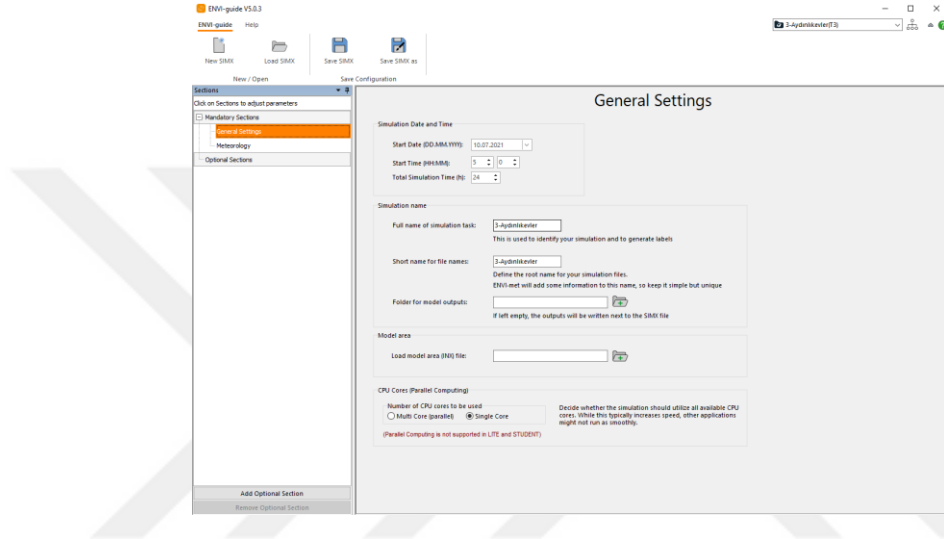 ENVI-guide V5.0.3
ENVI-guide Help
3-Aydınlıkevler(T3)
New SIMX Load SIMX Save SIMX Save SIMX as
New / Open Save Configuration
Sections
Click on Sections to adjust parameters
Mandatory Sections
General Settings
Meteorology
Optional Sections
Add Optional Section
Remove Optional Section
General Settings
Simulation Date and Time
Start Date (DD.MM.YYYY): 10.07.2021
Start Time (HH:MM): 5 0
Total Simulation Time (h): 24
Simulation name
Full name of simulation task: 3-Aydınlıkevler
This is used to identify your simulation and to generate labels
Short name for file names: 3-Aydınlıkevler
Define the root name for your simulation files.
ENVI-met will add some information to this name, so keep it simple but unique
Folder for model outputs:
If left empty, the outputs will be written next to the SIMX file
Model area
Load model area (INX) file:
CPU Cores (Parallel Computing)
Number of CPU cores to be used
Multi Core (parallel) Single Core
(Parallel Computing is not supported in LITE and STUDENT)
Decide whether the simulation should utilize all available CPU
cores. While this typically increases speed, other applications
might not run as smoothly.